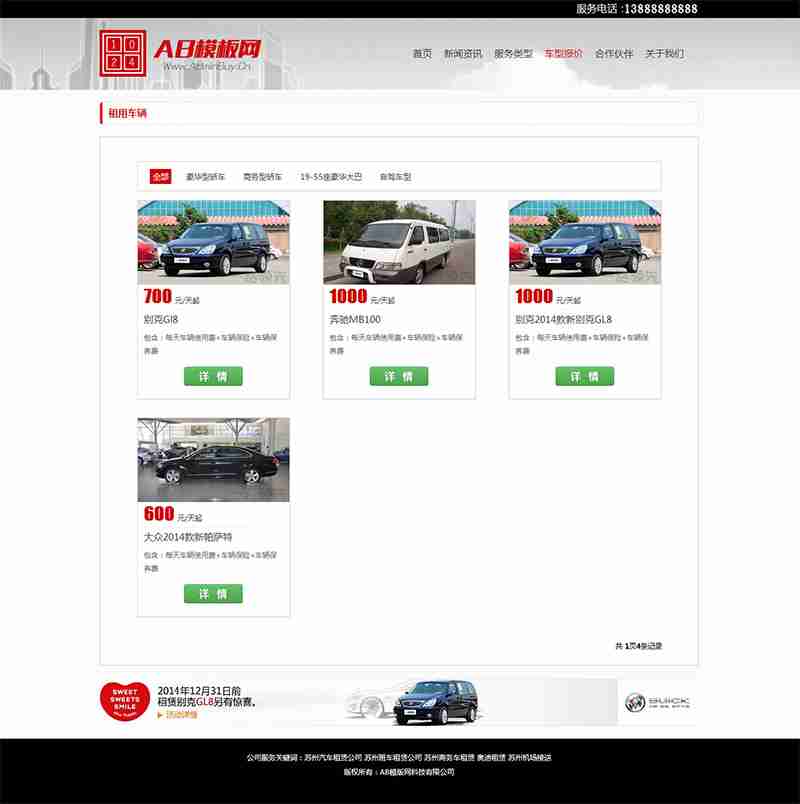 服务电话 :13888888888
10
24
AB模板网
首页 新闻资讯 服务类型 车型报价 合作伙伴 关于我们
租用车辆
全部 豪华型轿车 商务型轿车 19-55座豪华大巴 自驾车型
700 元/天起
别克Gl8
包含：每天车辆使用费+车辆保险+车辆保
养费
详 情
1000 元/天起
奔驰MB100
包含：每天车辆使用费+车辆保险+车辆保
养费
详 情
1000 元/天起
别克2014款新别克GL8
包含：每天车辆使用费+车辆保险+车辆保
养费
详 情
600 元/天起
大众2014款新帕萨特
包含：每天车辆使用费+车辆保险+车辆保
养费
详 情
共 1页4条记录
SWEET
SWEETS
SMILE
2014年12月31日前
租赁别克GL8另有惊喜。
活动详情
BUICK
公司服务关键词：苏州汽车租赁公司 苏州班车租赁公司 苏州商务车租赁 奥迪租赁 苏州机场接送
版权所有：AB模版网科技有限公司